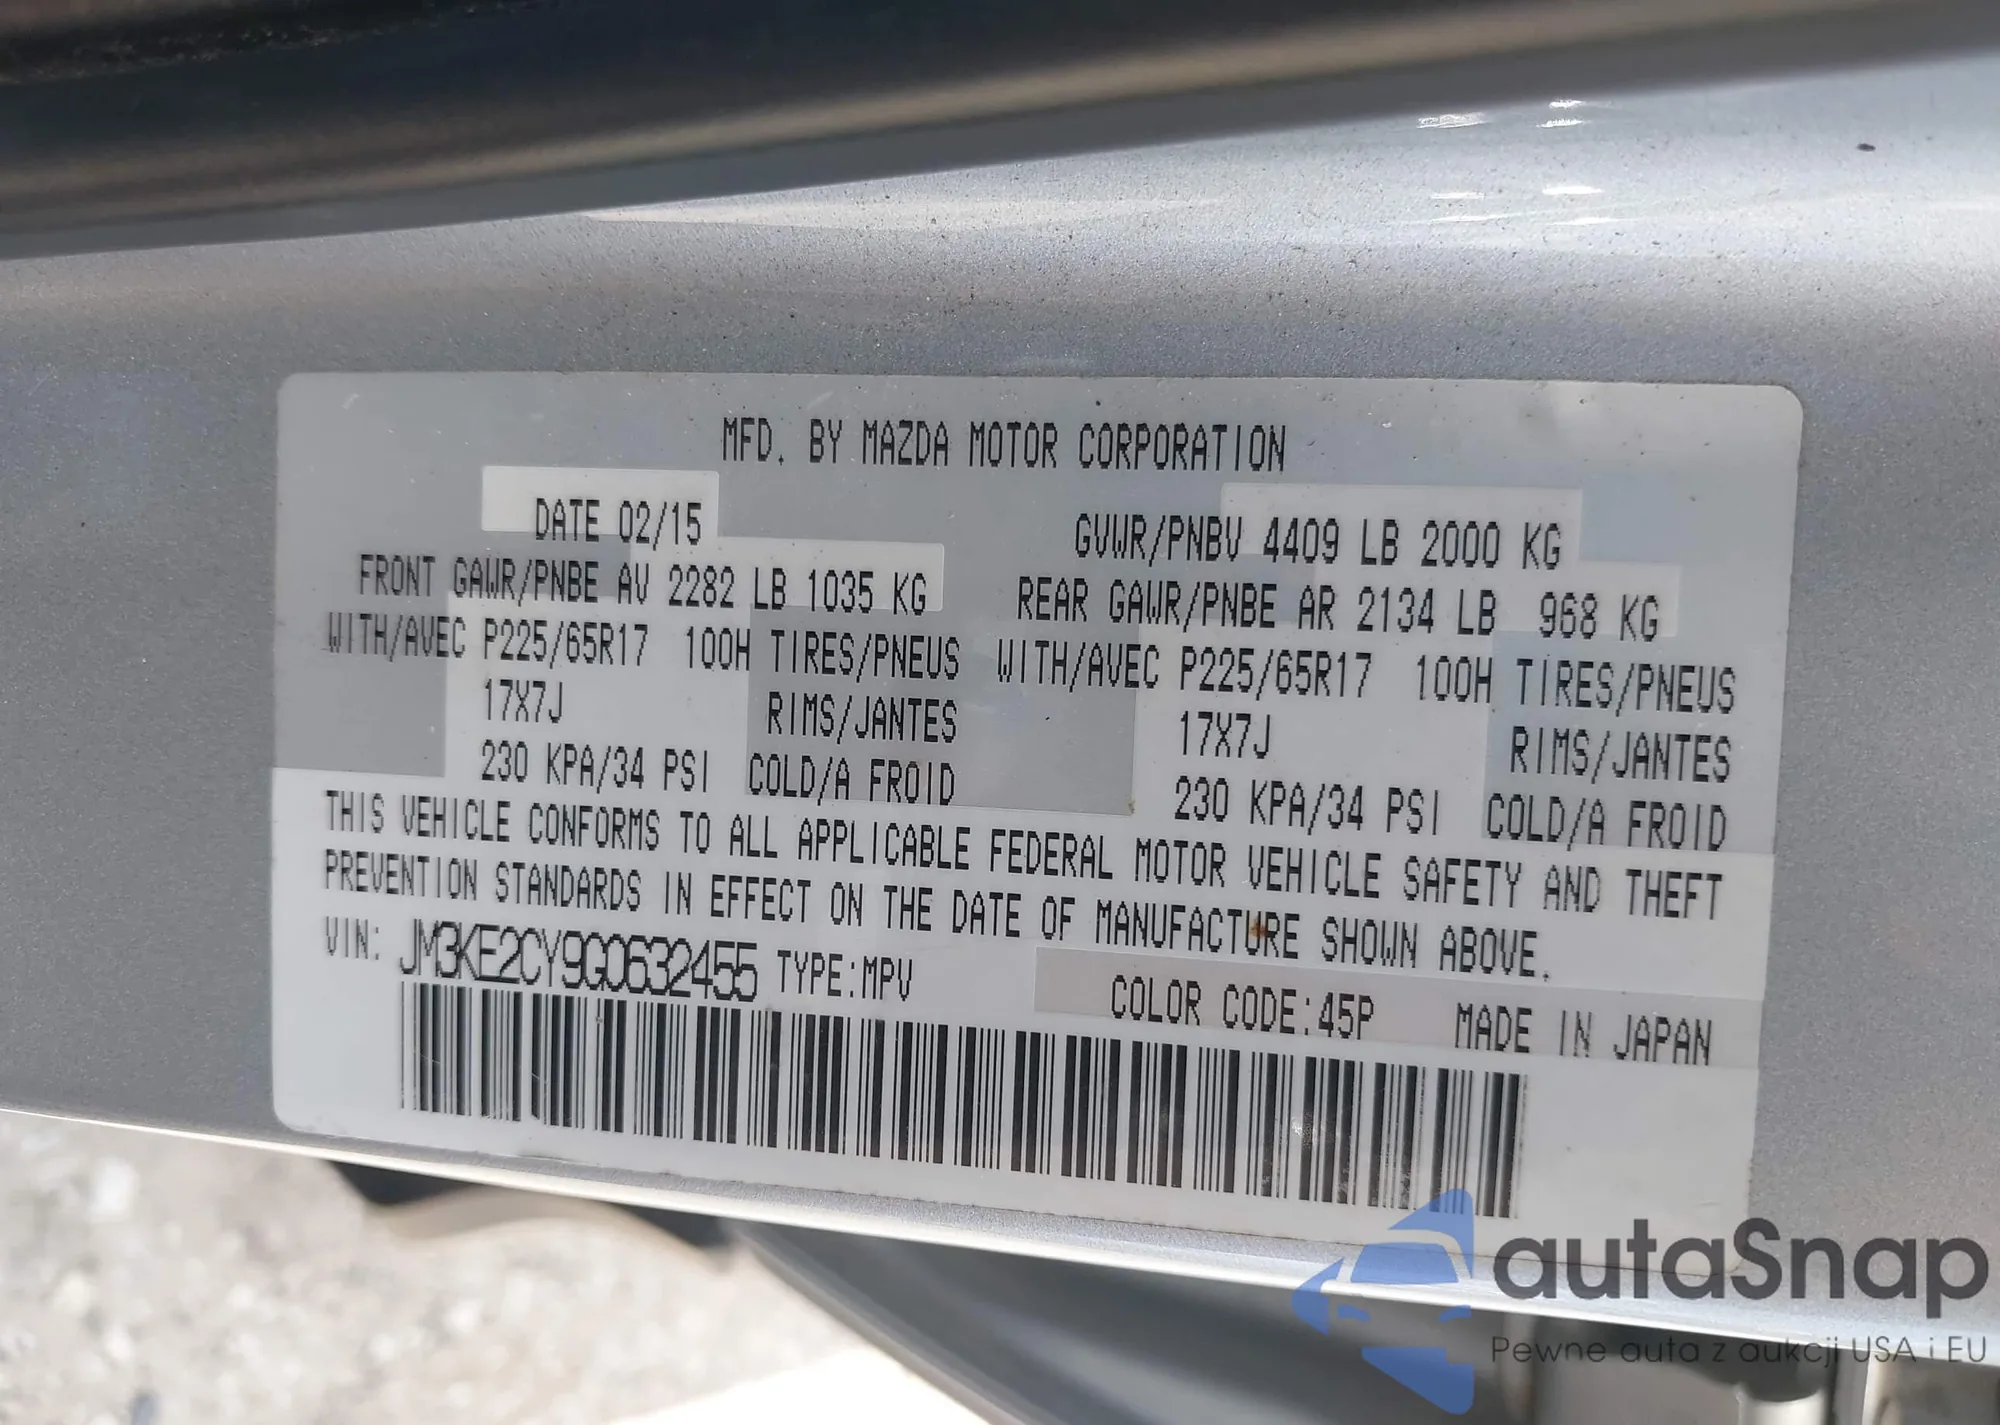 MFD. BY MAZDA MOTOR CORPORATION
DATE 02/15 GVWR/PNBV 4409 LB 2000 KG
FRONT GAWR/PNBE AV 2282 LB 1035 KG REAR GAWR/PNBE AR 2134 LB 968 KG
WITH/AVEC P225/65R17 100H TIRES/PNEUS WITH/AVEC P225/65R17 100H TIRES/PNEUS
17X7J RIMS/JANTES 17X7J RIMS/JANTES
230 KPA/34 PSI COLD/A FROID 230 KPA/34 PSI COLD/A FROID
THIS VEHICLE CONFORMS TO ALL APPLICABLE FEDERAL MOTOR VEHICLE SAFETY AND THEFT
PREVENTION STANDARDS IN EFFECT ON THE DATE OF MANUFACTURE SHOWN ABOVE.
VIN: JM3KE2CY9G0632455 TYPE:MPV COLOR CODE:45P MADE IN JAPAN
autaSnap
Pewne auta z aukcji USA i EU